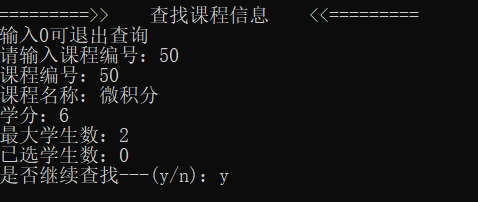 =========>>    查找课程信息    <<=========
输入0可退出查询
请输入课程编号：50
课程编号：50
课程名称：微积分
学分：6
最大学生数：2
已选学生数：0
是否继续查找---(y/n)：y